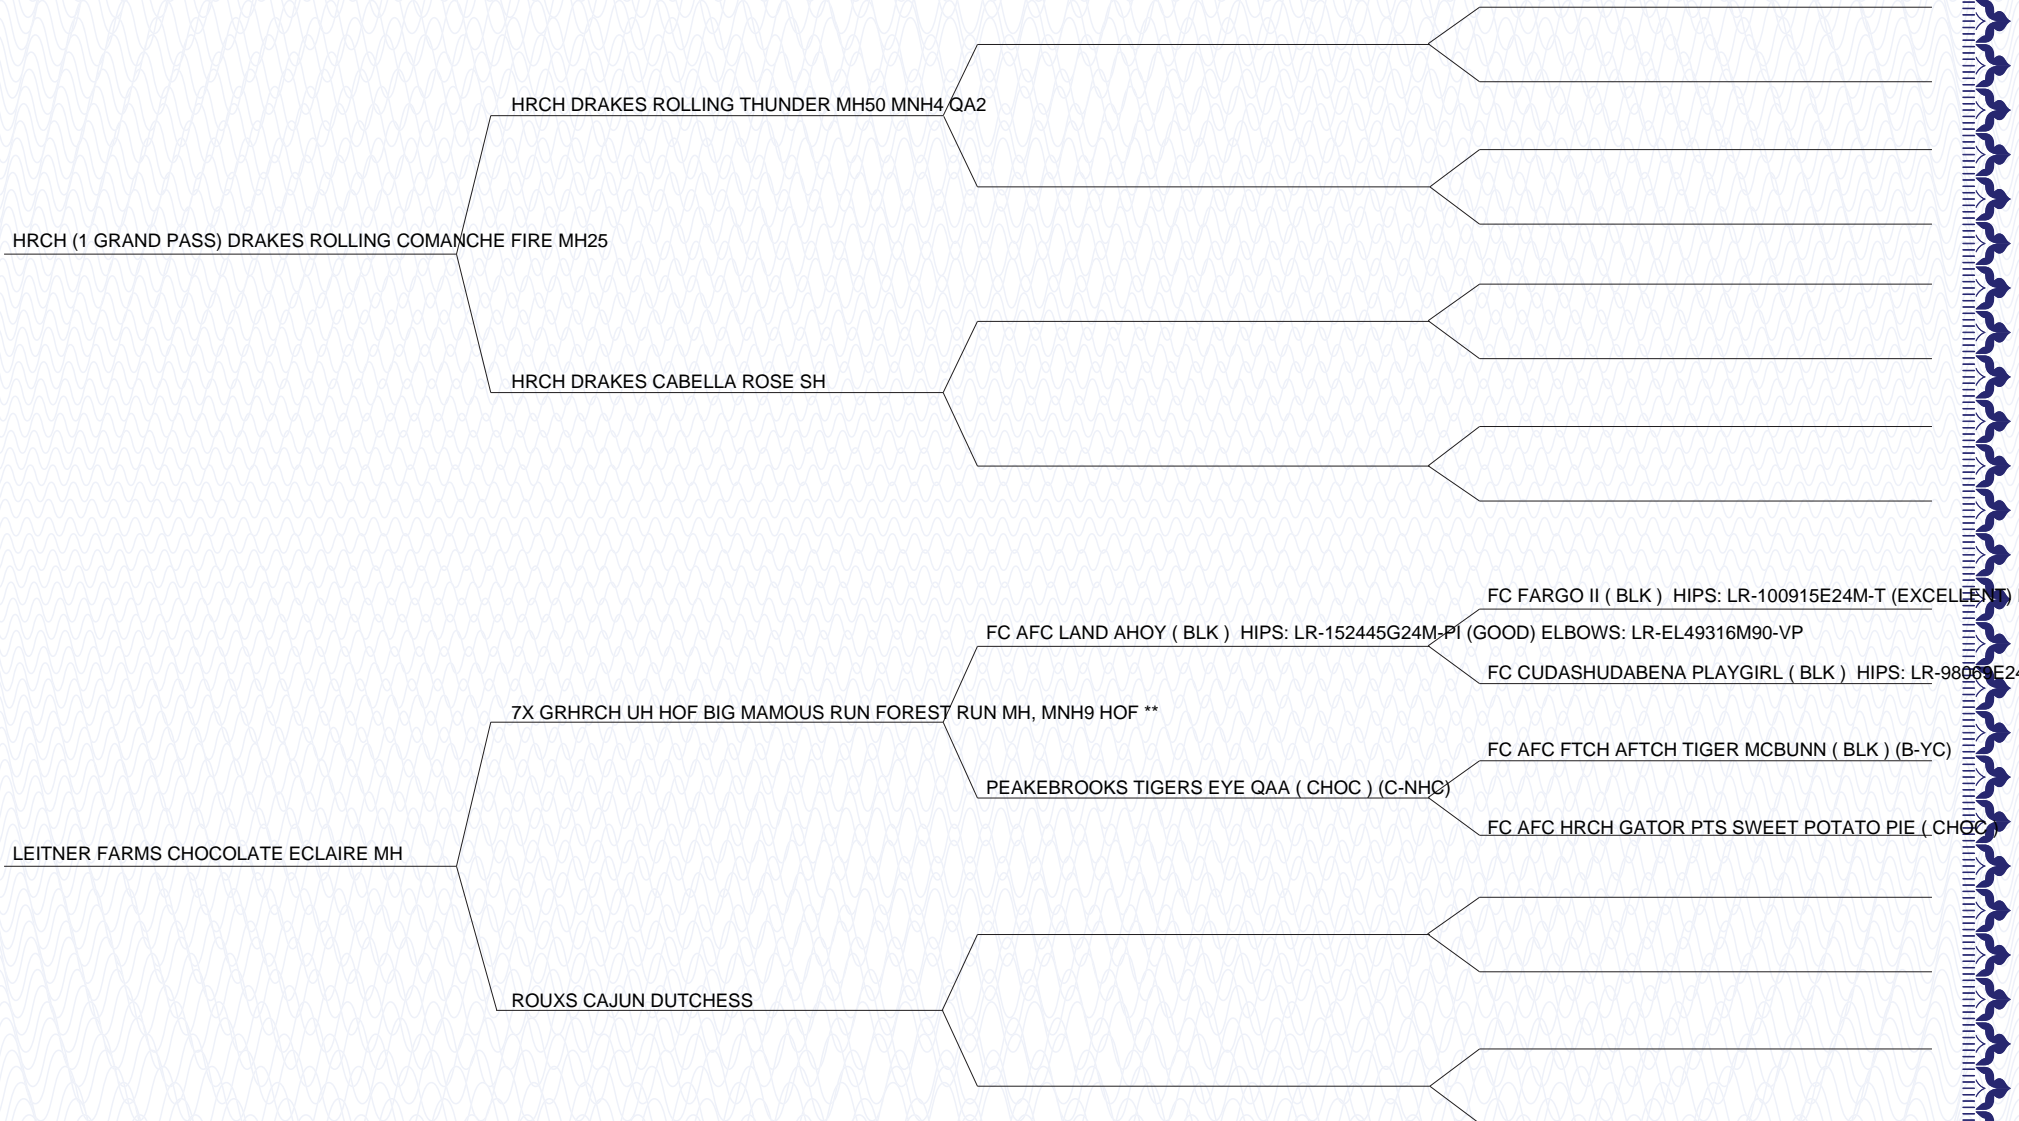 HRCH DRAKES ROLLING THUNDER MH50 MNH4 QA2
HRCH (1 GRAND PASS) DRAKES ROLLING COMANCHE FIRE MH25
HRCH DRAKES CABELLA ROSE SH
FC FARGO II ( BLK )  HIPS: LR-100915E24M-T (EXCELLENT)
FC AFC LAND AHOY ( BLK )  HIPS: LR-152445G24M-PI (GOOD) ELBOWS: LR-EL49316M90-VP
FC CUDASHUDABENA PLAYGIRL ( BLK )  HIPS: LR-98069E24
7X GRHRCH UH HOF BIG MAMOUS RUN FOREST RUN MH, MNH9 HOF **
FC AFC FTCH AFTCH TIGER MCBUNN ( BLK ) (B-YC)
PEAKEBROOKS TIGERS EYE QAA ( CHOC ) (C-NHC)
FC AFC HRCH GATOR PTS SWEET POTATO PIE ( CHOC )
LEITNER FARMS CHOCOLATE ECLAIRE MH
ROUXS CAJUN DUTCHESS